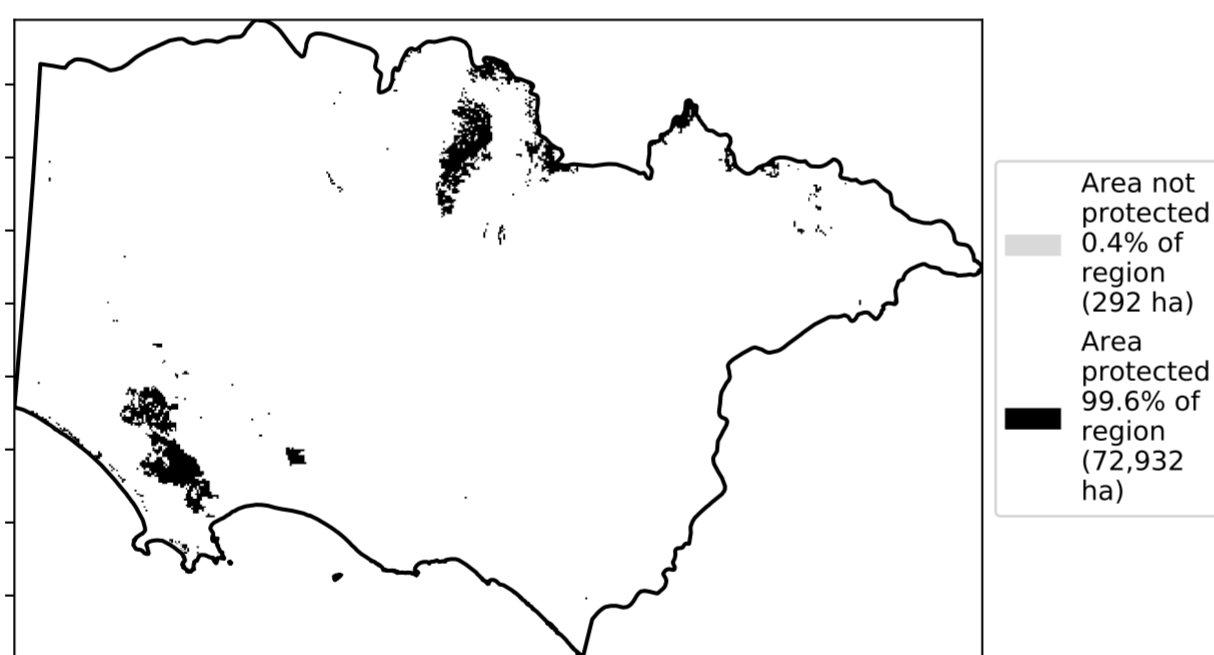 Area not
protected
0.4% of
region
(292 ha)
Area
protected
99.6% of
region
(72,932
ha)